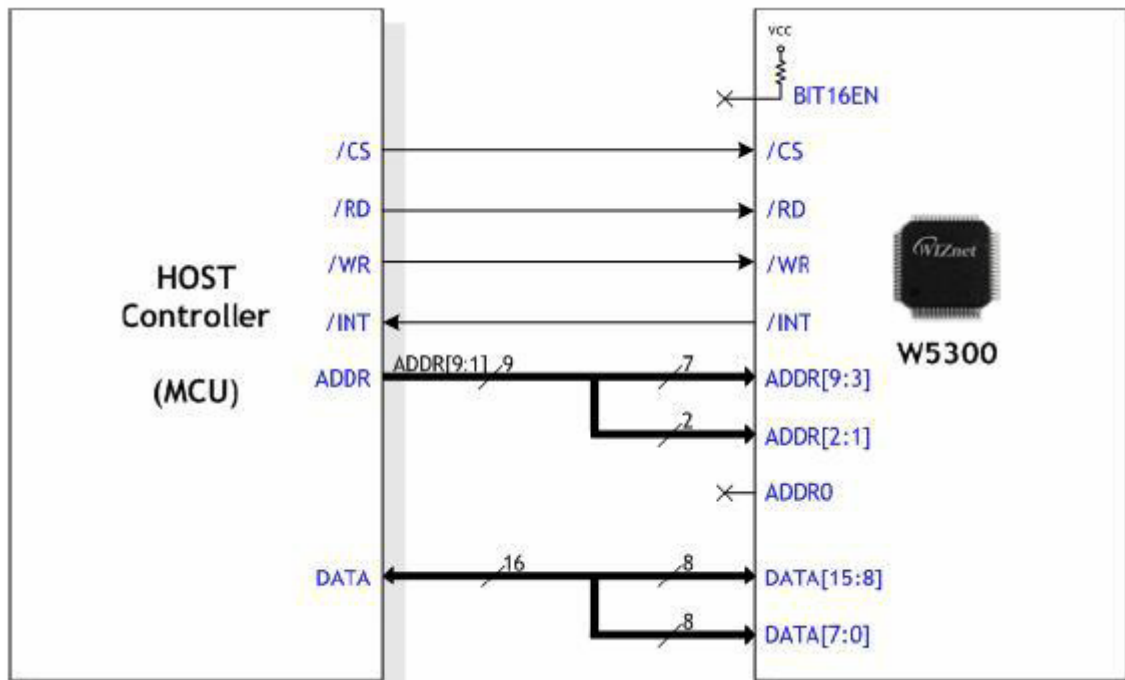 vcc
BIT16EN
/CS
/CS
/RD
/RD
/WR
/WR
HOST
Controller
(MCU)
WIZnet
W5300
/INT
/INT
ADDR
ADDR[9:1]
9
7
ADDR[9:3]
2
ADDR[2:1]
ADDR0
DATA
16
8
DATA[15:8]
8
DATA[7:0]